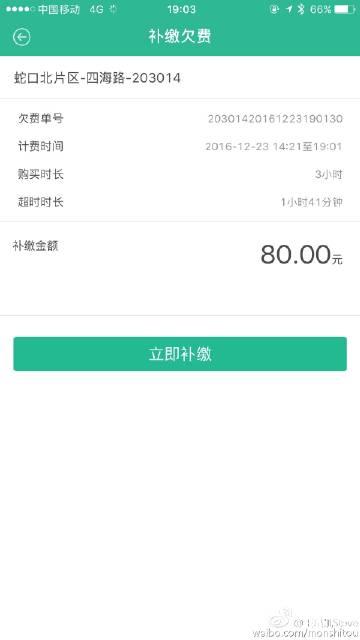 中国移动 4G 19:03 66%
补缴欠费
蛇口北片区-四海路-203014
欠费单号 20301420161223190130
计费时间 2016-12-23 14:21至19:01
购买时长 3小时
超时时长 1小时41分钟
补缴金额 80.00元
立即补缴
weibo.com/monshitou